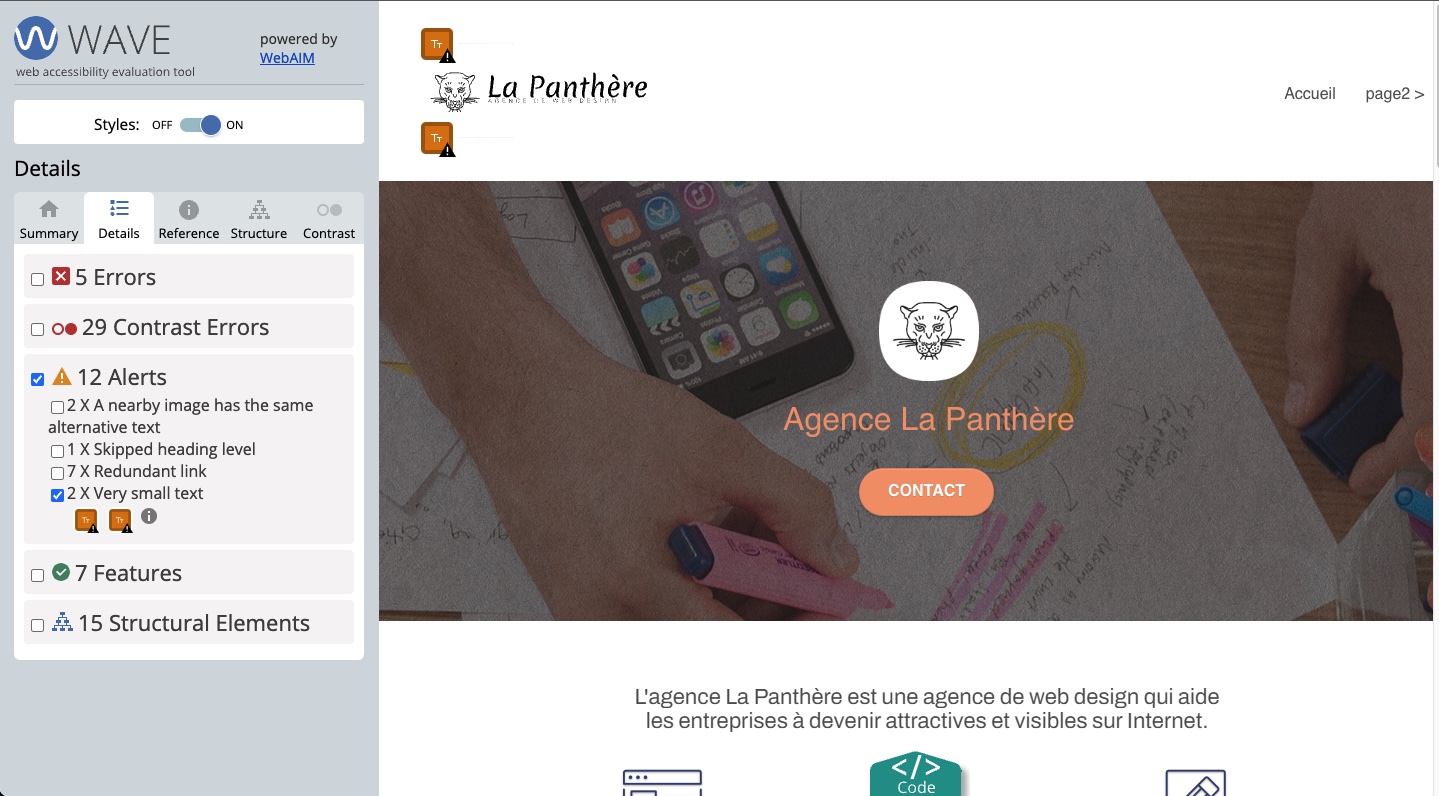 WAVE
web accessibility evaluation tool
powered by
WebAIM
Styles: OFF ON
Details
Summary Details Reference Structure Contrast
5 Errors
29 Contrast Errors
12 Alerts
2 X A nearby image has the same
alternative text
1 X Skipped heading level
7 X Redundant link
2 X Very small text
7 Features
15 Structural Elements
La Panthère
AGENCE DE WEB DESIGN
Accueil page2 >
Agence La Panthère
CONTACT
L'agence La Panthère est une agence de web design qui aide
les entreprises à devenir attractives et visibles sur Internet.
</>
Code